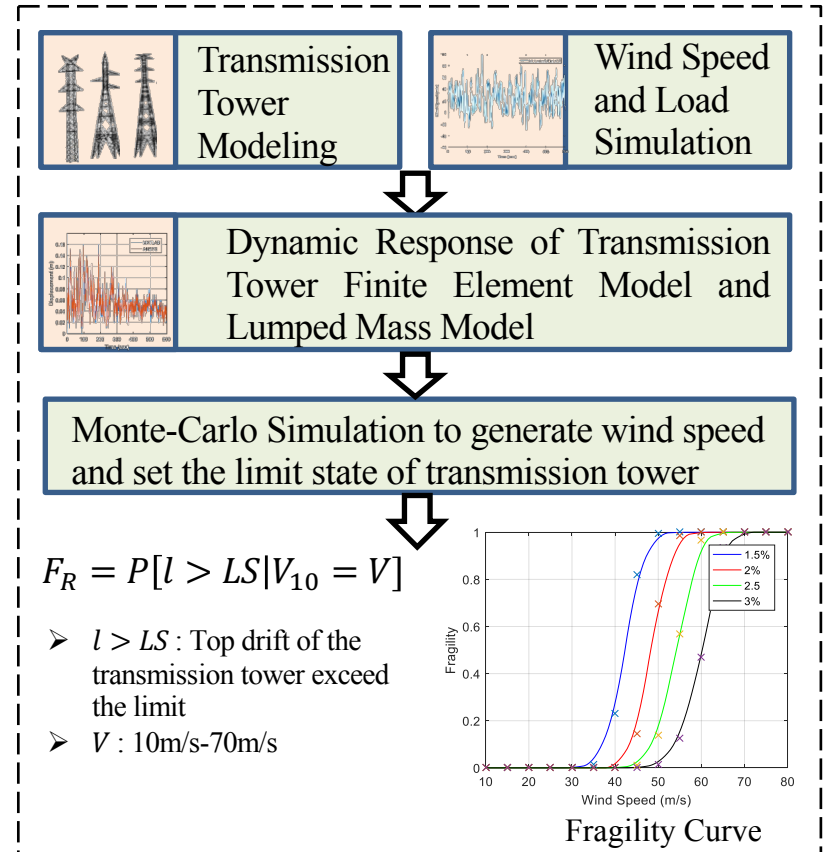 Transmission
Tower
Modeling
Wind Speed
and Load
Simulation
Dynamic Response of Transmission
Tower Finite Element Model and
Lumped Mass Model
Monte-Carlo Simulation to generate wind speed
and set the limit state of transmission tower
F_R = P[l > LS|V_10 = V]
➢ l > LS : Top drift of the
transmission tower exceed
the limit
➢ V : 10m/s-70m/s
1
0.8
0.6
0.4
0.2
0
Fragility
1.5%
2%
2.5
3%
10 20 30 40 50 60 70 80
Wind Speed (m/s)
Fragility Curve